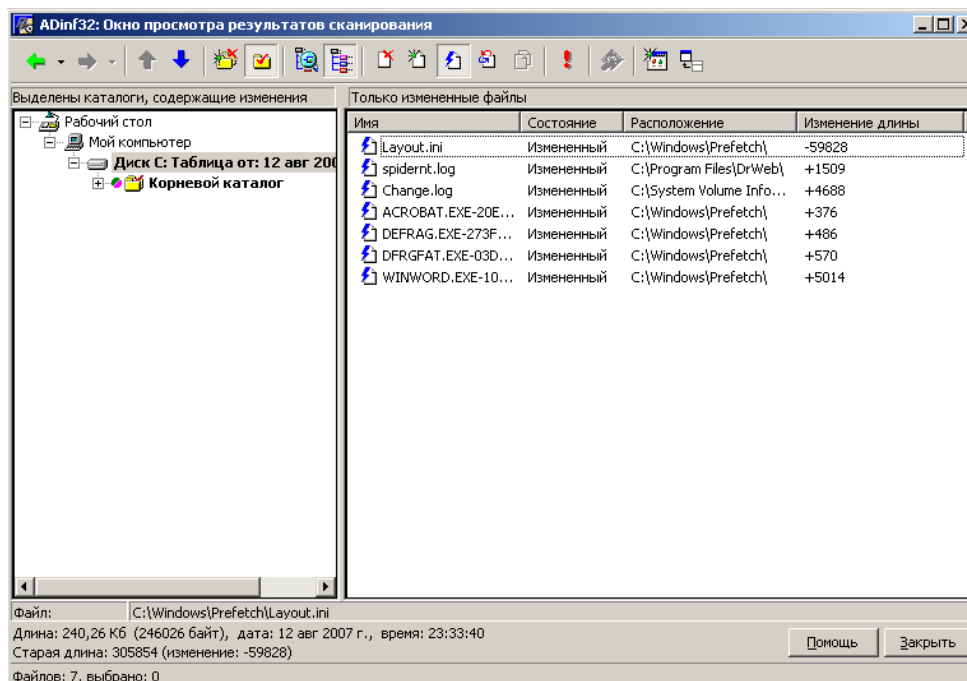 ADinf32: Окно просмотра результатов сканирования
Выделены каталоги, содержащие изменения
Только измененные файлы
Рабочий стол
Мой компьютер
Диск C: Таблица от: 12 авг 200
Корневой каталог
Имя Состояние Расположение Изменение длины
Layout.ini Измененный C:\Windows\Prefetch\ -59828
spidernt.log Измененный C:\Program Files\DrWeb\ +1509
Change.log Измененный C:\System Volume Info... +4688
ACROBAT.EXE-20E... Измененный C:\Windows\Prefetch\ +376
DEFRAG.EXE-273F... Измененный C:\Windows\Prefetch\ +486
DFRGFAT.EXE-03D... Измененный C:\Windows\Prefetch\ +570
WINWORD.EXE-10... Измененный C:\Windows\Prefetch\ +5014
Файл: C:\Windows\Prefetch\Layout.ini
Длина: 240,26 Кб (246026 байт), дата: 12 авг 2007 г., время: 23:33:40
Старая длина: 305854 (изменение: -59828)
Помощь Закрыть
Файлов: 7, выбрано: 0